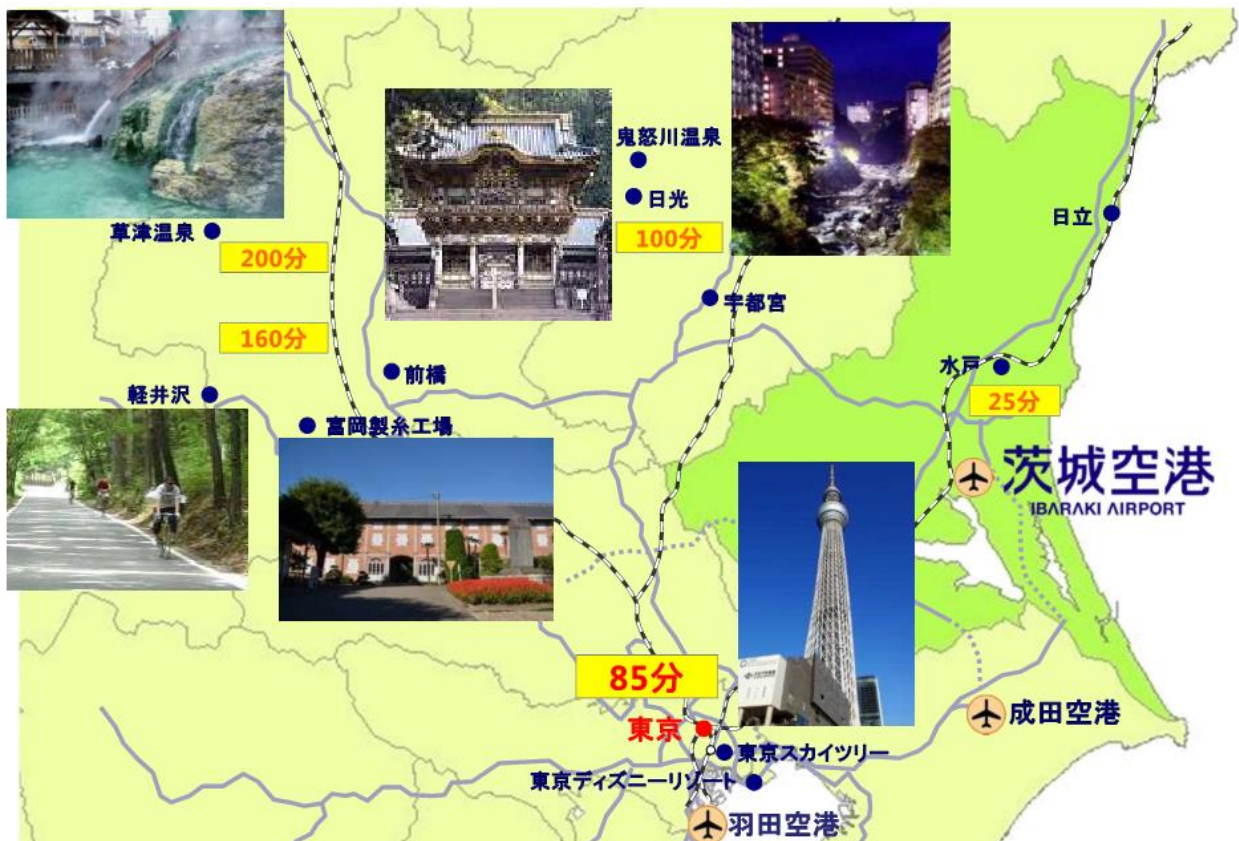 鬼怒川温泉
日光
100分
日立
草津温泉
200分
宇都宮
160分
前橋
水戸
25分
軽井沢
富岡製糸工場
茨城空港
IBARAKI AIRPORT
85分
成田空港
東京
東京スカイツリー
東京ディズニーリゾート
羽田空港